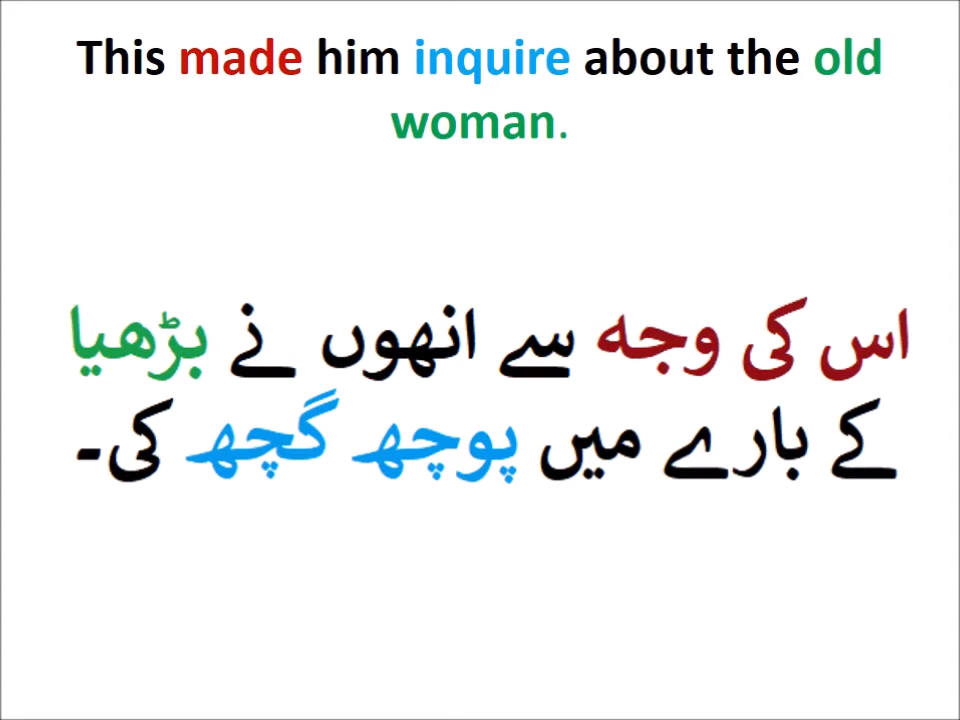 This made him inquire about the old
woman.
اس کی وجہ سے انھوں نے بڑھیا
کے بارے میں پوچھ گچھ کی۔